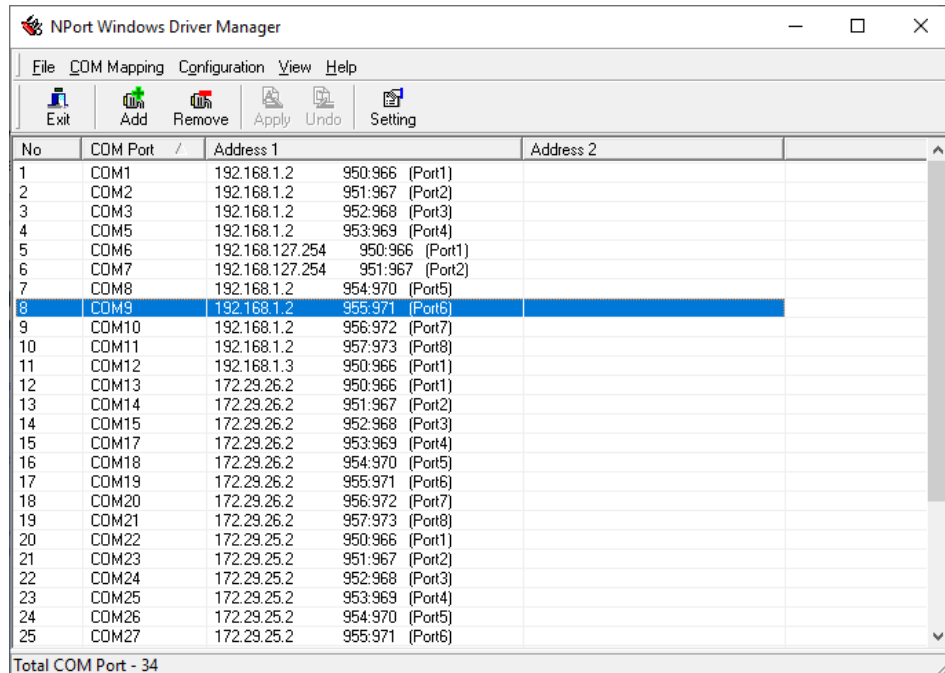 NPort Windows Driver Manager
File COM Mapping Configuration View Help
Exit Add Remove Apply Undo Setting
No COM Port Address 1 Address 2
1 COM1 192.168.1.2 950:966 (Port1)
2 COM2 192.168.1.2 951:967 (Port2)
3 COM3 192.168.1.2 952:968 (Port3)
4 COM5 192.168.1.2 953:969 (Port4)
5 COM6 192.168.127.254 950:966 (Port1)
6 COM7 192.168.127.254 951:967 (Port2)
7 COM8 192.168.1.2 954:970 (Port5)
8 COM9 192.168.1.2 955:971 (Port6)
9 COM10 192.168.1.2 956:972 (Port7)
10 COM11 192.168.1.2 957:973 (Port8)
11 COM12 192.168.1.3 950:966 (Port1)
12 COM13 172.29.26.2 950:966 (Port1)
13 COM14 172.29.26.2 951:967 (Port2)
14 COM15 172.29.26.2 952:968 (Port3)
15 COM17 172.29.26.2 953:969 (Port4)
16 COM18 172.29.26.2 954:970 (Port5)
17 COM19 172.29.26.2 955:971 (Port6)
18 COM20 172.29.26.2 956:972 (Port7)
19 COM21 172.29.26.2 957:973 (Port8)
20 COM22 172.29.25.2 950:966 (Port1)
21 COM23 172.29.25.2 951:967 (Port2)
22 COM24 172.29.25.2 952:968 (Port3)
23 COM25 172.29.25.2 953:969 (Port4)
24 COM26 172.29.25.2 954:970 (Port5)
25 COM27 172.29.25.2 955:971 (Port6)
Total COM Port - 34